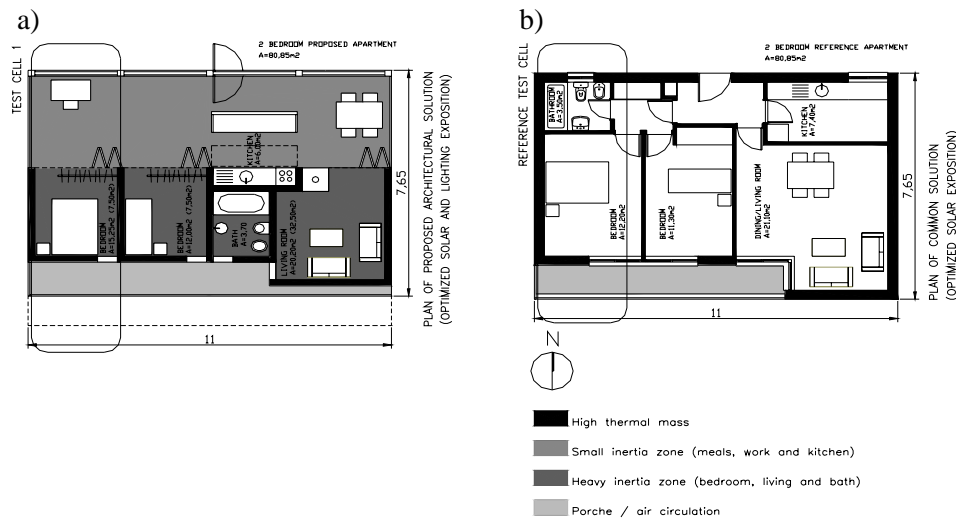 a)
TEST CELL 1
2 BEDROOM PROPOSED APARTMENT
A=80,85m2
KITCHEN
A=6,00m2
BEDROOM
A=15,25m2 (7,50m2)
BEDROOM
A=12,00m2 (7,50m2)
BATH
A=3,70
LIVING ROOM
A=20,20m2 (32,50m2)
7,65
11
PLAN OF PROPOSED ARCHITECTURAL SOLUTION
(OPTIMIZED SOLAR AND LIGHTING EXPOSITION)
b)
REFERENCE TEST CELL
2 BEDROOM REFERENCE APARTMENT
A=80,85m2
BATHROOM
A=3,50m2
KITCHEN
A=7,40m2
BEDROOM
A=12,20m2
BEDROOM
A=11,30m2
DINING/LIVING ROOM
A=21,10m2
7,65
11
PLAN OF COMMON SOLUTION
(OPTIMIZED SOLAR EXPOSITION)
N
High thermal mass
Small inertia zone (meals, work and kitchen)
Heavy inertia zone (bedroom, living and bath)
Porche / air circulation